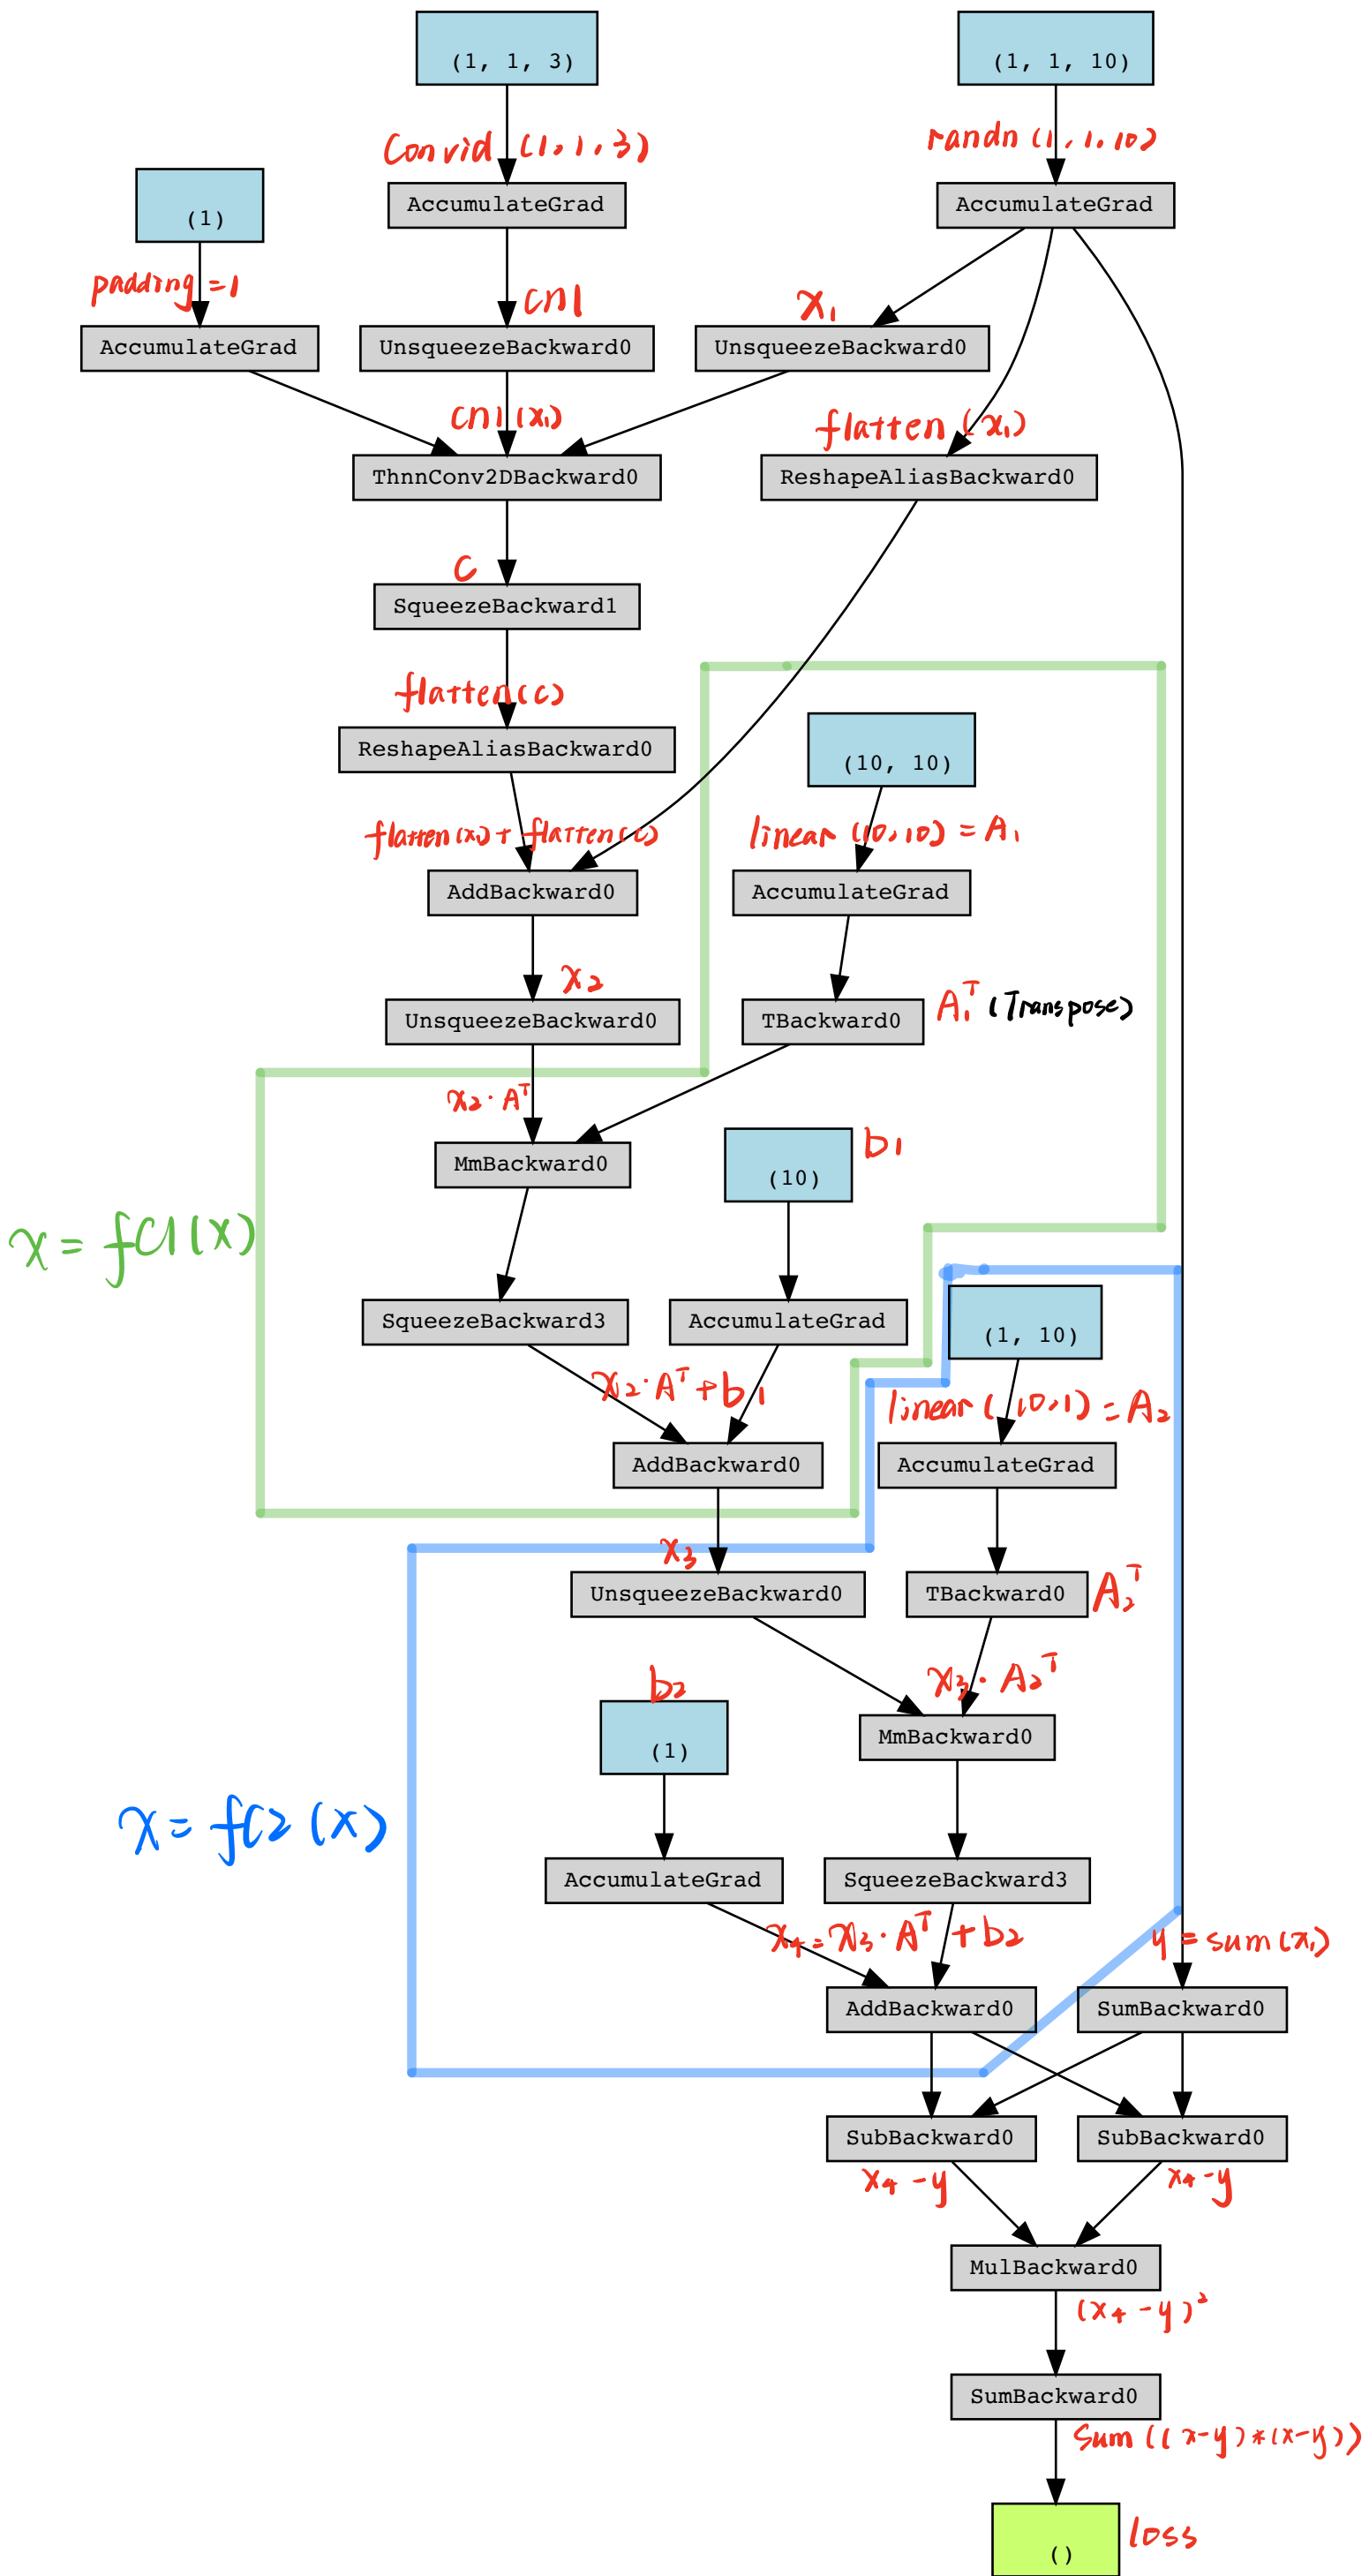 (1, 1, 3)
(1, 1, 10)
Convid (1, 1, 3)
randn (1, 1, 10)
(1)
AccumulateGrad
AccumulateGrad
padding = 1
cn1
x₁
AccumulateGrad
UnsqueezeBackward0
UnsqueezeBackward0
cn1 (x₁)
flatten (x₁)
ThnnConv2DBackward0
ReshapeAliasBackward0
C
SqueezeBackward1
flatten(c)
ReshapeAliasBackward0
(10, 10)
flatten(x₁) + flatten(c)
linear (10, 10) = A₁
AddBackward0
AccumulateGrad
x₂
UnsqueezeBackward0
TBackward0
A₁ᵀ (Transpose)
x₂ · Aᵀ
MmBackward0
(10)
b₁
x = fC1(x)
SqueezeBackward3
AccumulateGrad
(1, 10)
x₂ · Aᵀ + b₁
linear ( 10, 1) = A₂
AddBackward0
AccumulateGrad
x₃
UnsqueezeBackward0
TBackward0
A₂ᵀ
x₃ · A₂ᵀ
b₂
(1)
MmBackward0
x = fC2 (x)
AccumulateGrad
SqueezeBackward3
x₄ = x₃ · Aᵀ + b₂
y = sum(x₁)
AddBackward0
SumBackward0
SubBackward0
SubBackward0
x₄ - y
x₄ - y
MulBackward0
(x₄ - y)²
SumBackward0
Sum ((x-y)*(x-y))
()
loss